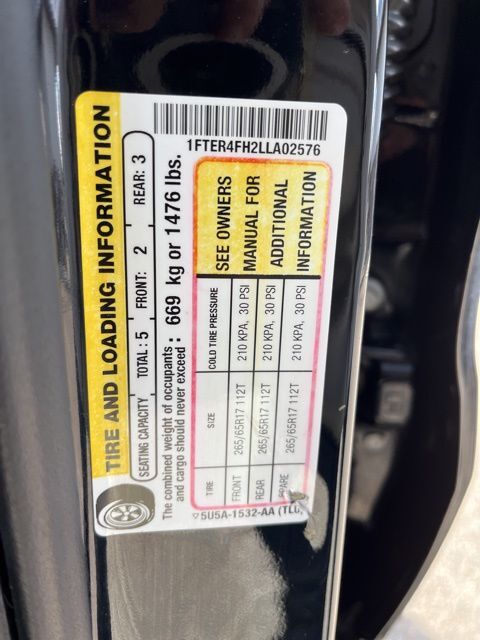 TIRE AND LOADING INFORMATION
SEATING CAPACITY TOTAL : 5 FRONT: 2 REAR: 3
The combined weight of occupants : 669 kg or 1476 lbs.
and cargo should never exceed
TIRE SIZE COLD TIRE PRESSURE SEE OWNERS
FRONT 265/65R17 112T 210 KPA, 30 PSI MANUAL FOR
REAR 265/65R17 112T 210 KPA, 30 PSI ADDITIONAL
SPARE 265/65R17 112T 210 KPA, 30 PSI INFORMATION
5U5A-1532-AA (TLU)
1FTER4FH2LLA02576